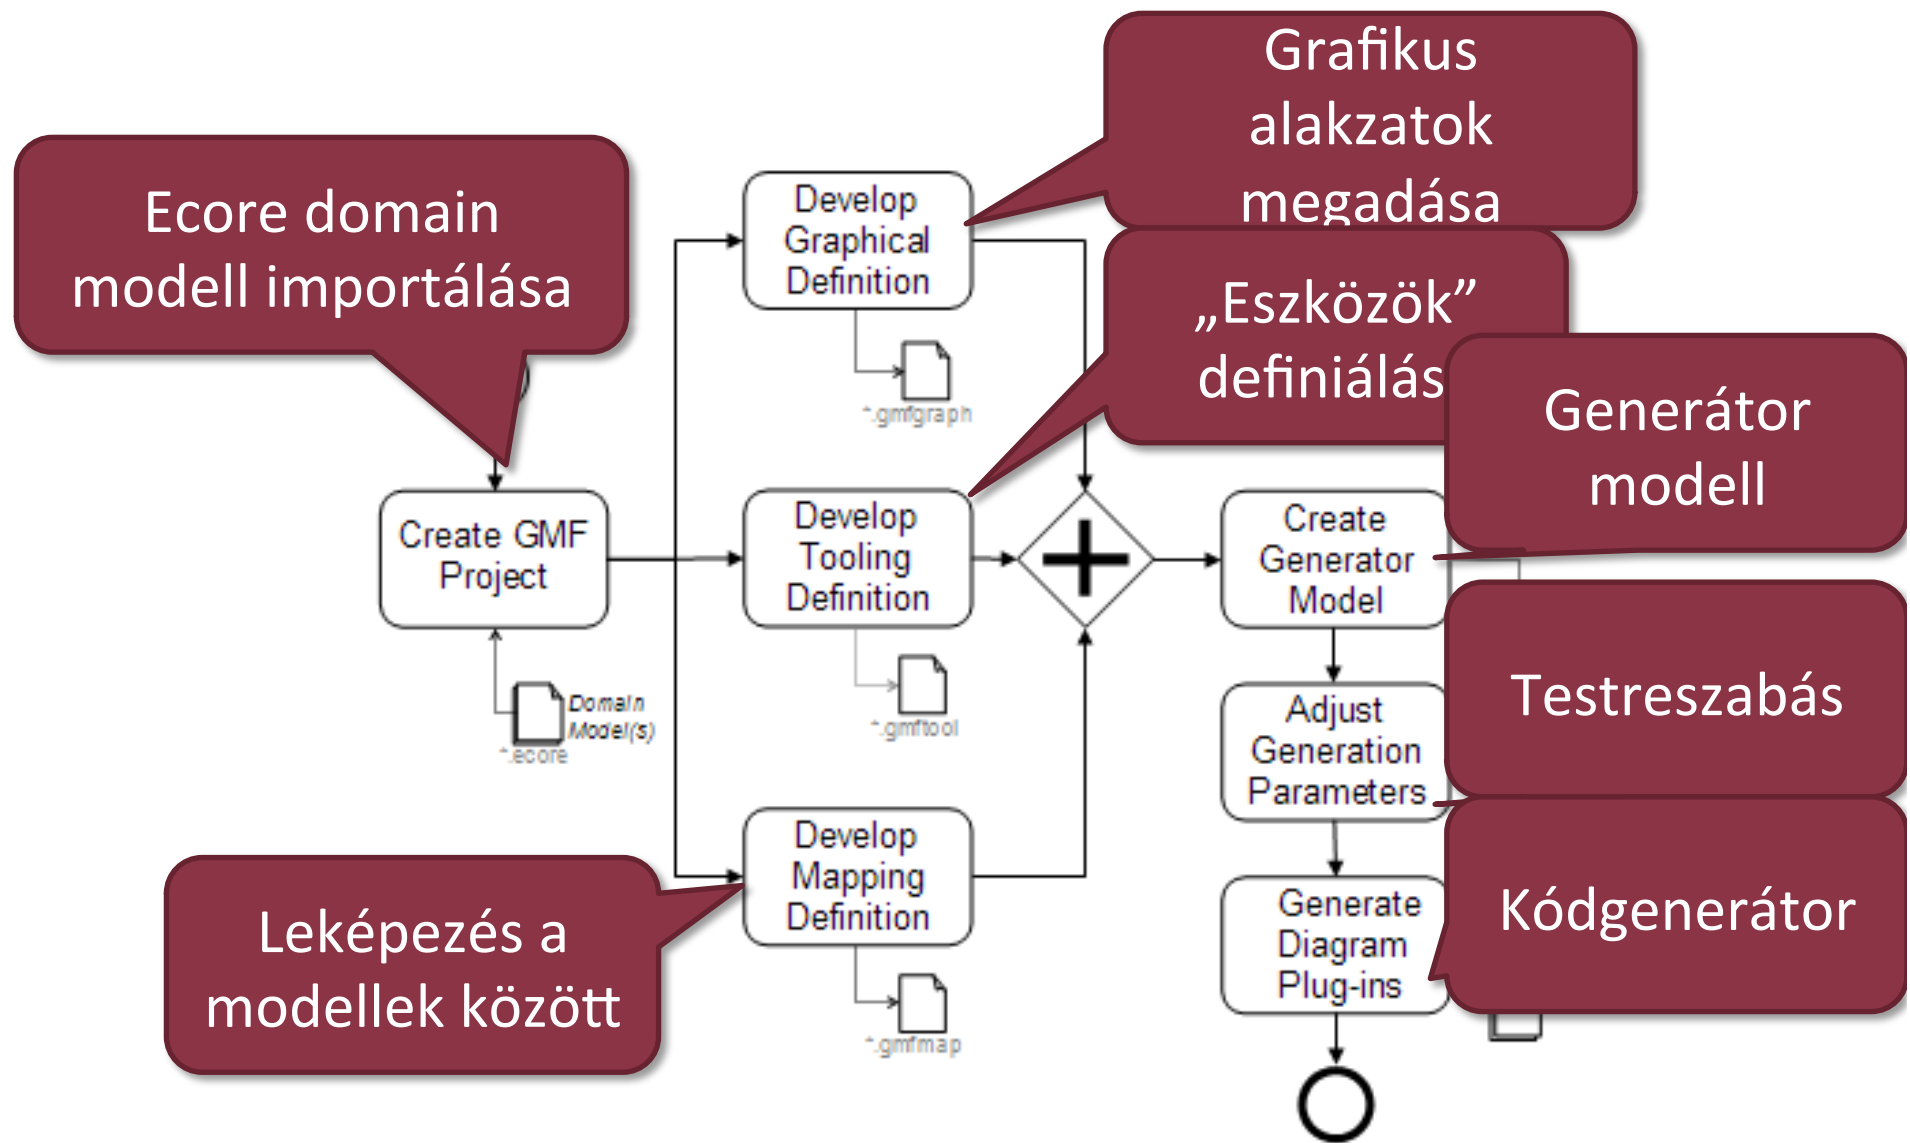 Grafikus
alakzatok
megadása
Ecore domain
modell importálása
Develop
Graphical
Definition
„Eszközök”
definiálás
*.gmfgraph
Generátor
modell
Create GMF
Project
Develop
Tooling
Definition
Create
Generator
Model
Domain
Model(s)
*.ecore
*.gmftool
Testreszabás
Adjust
Generation
Parameters
Develop
Mapping
Definition
Leképezés a
modellek között
*.gmfmap
Kódgenerátor
Generate
Diagram
Plug-ins